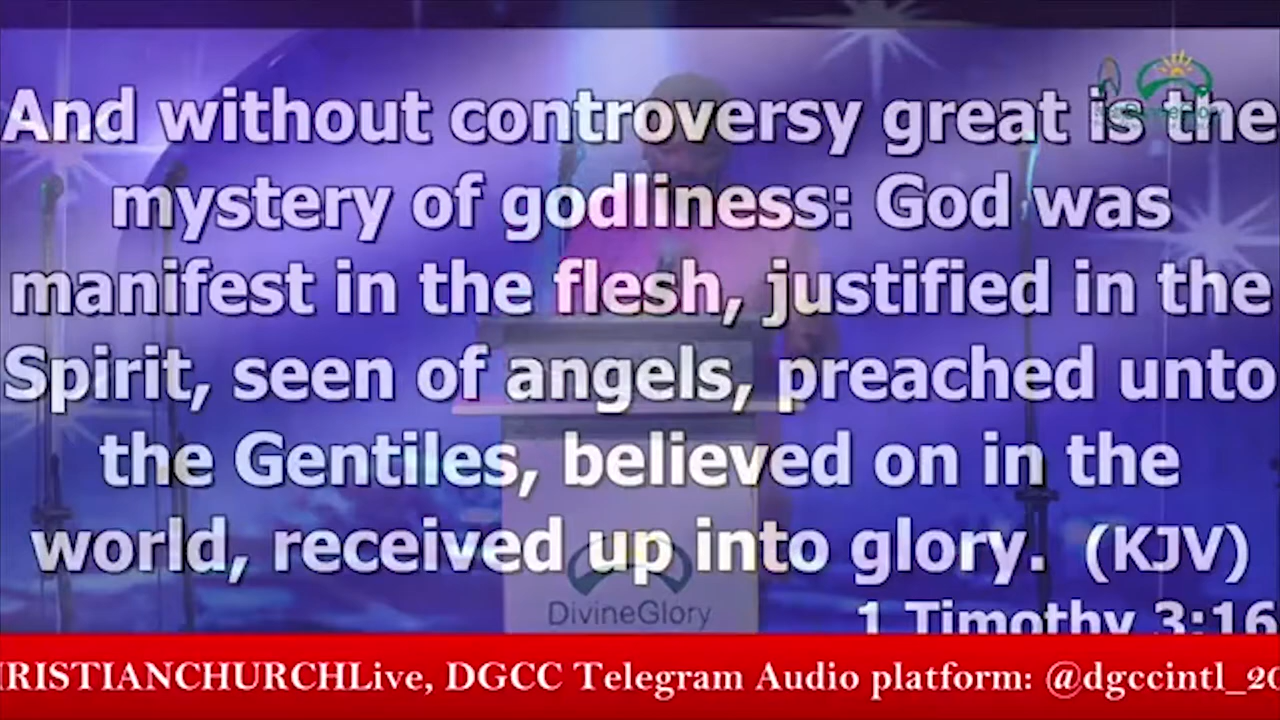 And without controversy great is the
mystery of godliness: God was
manifest in the flesh, justified in the
Spirit, seen of angels, preached unto
the Gentiles, believed on in the
world, received up into glory. (KJV)
DivineGlory
1 Timothy 3:16
HRISTIANCHURCHLive, DGCC Telegram Audio platform: @dgccintl_20